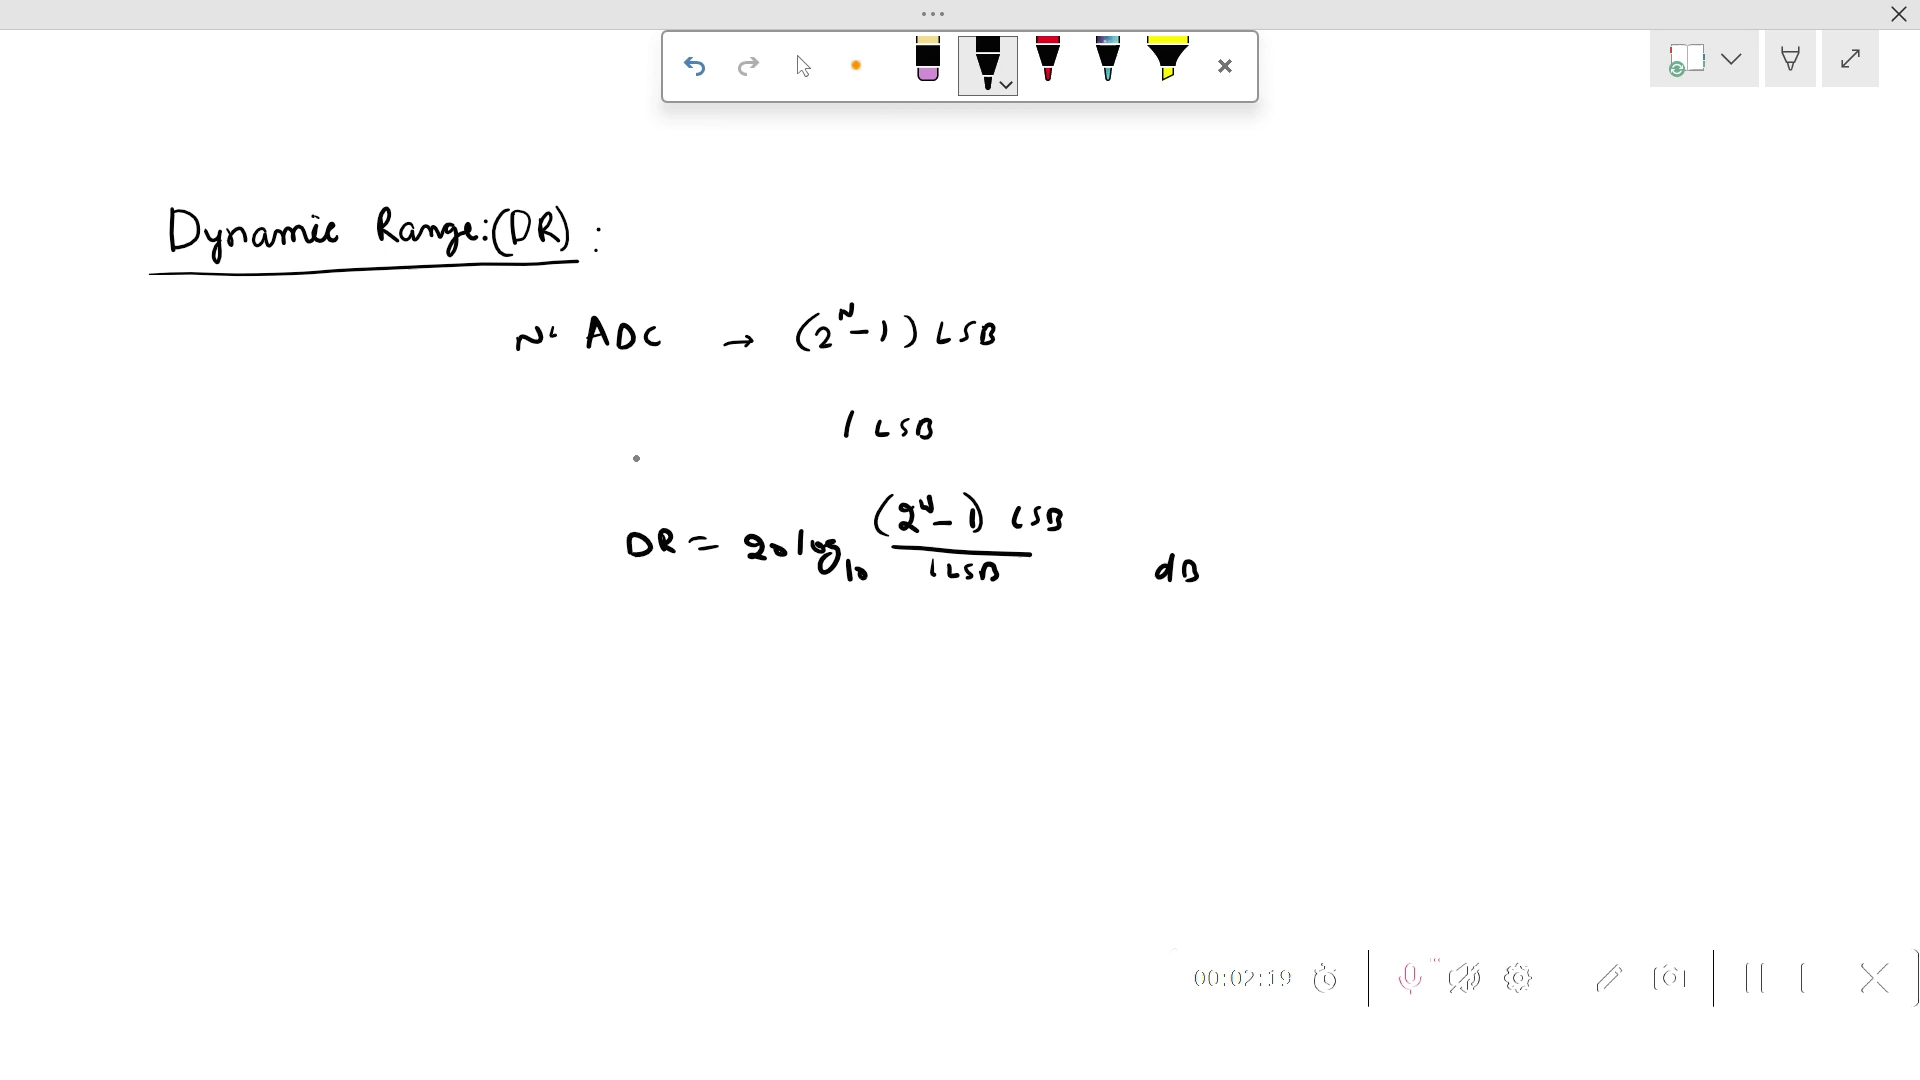 Dynamic Range:(DR) :
N' ADC → (2^N - 1) LSB
1 LSB
DR = 20 log_10 (2^N - 1) LSB / 1 LSB dB
00:02:19